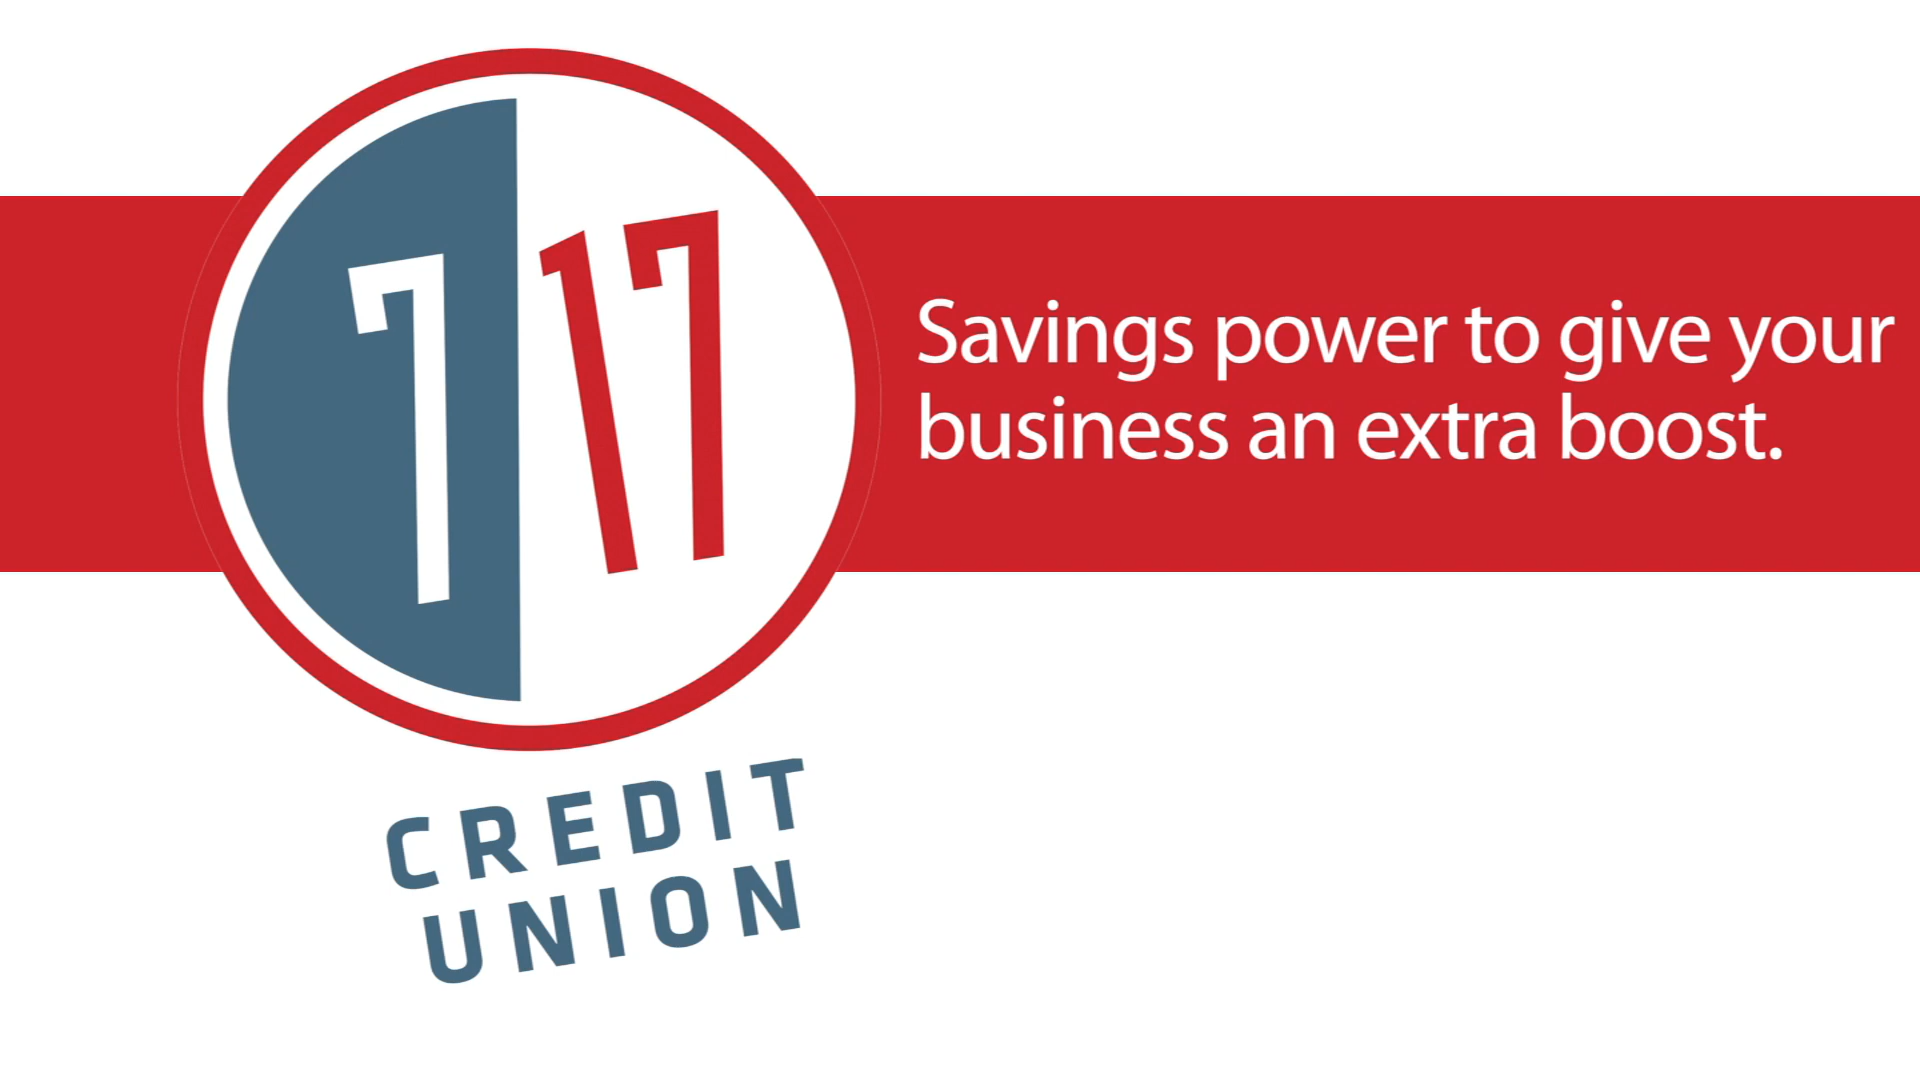 7 17
CREDIT
UNION
Savings power to give your
business an extra boost.